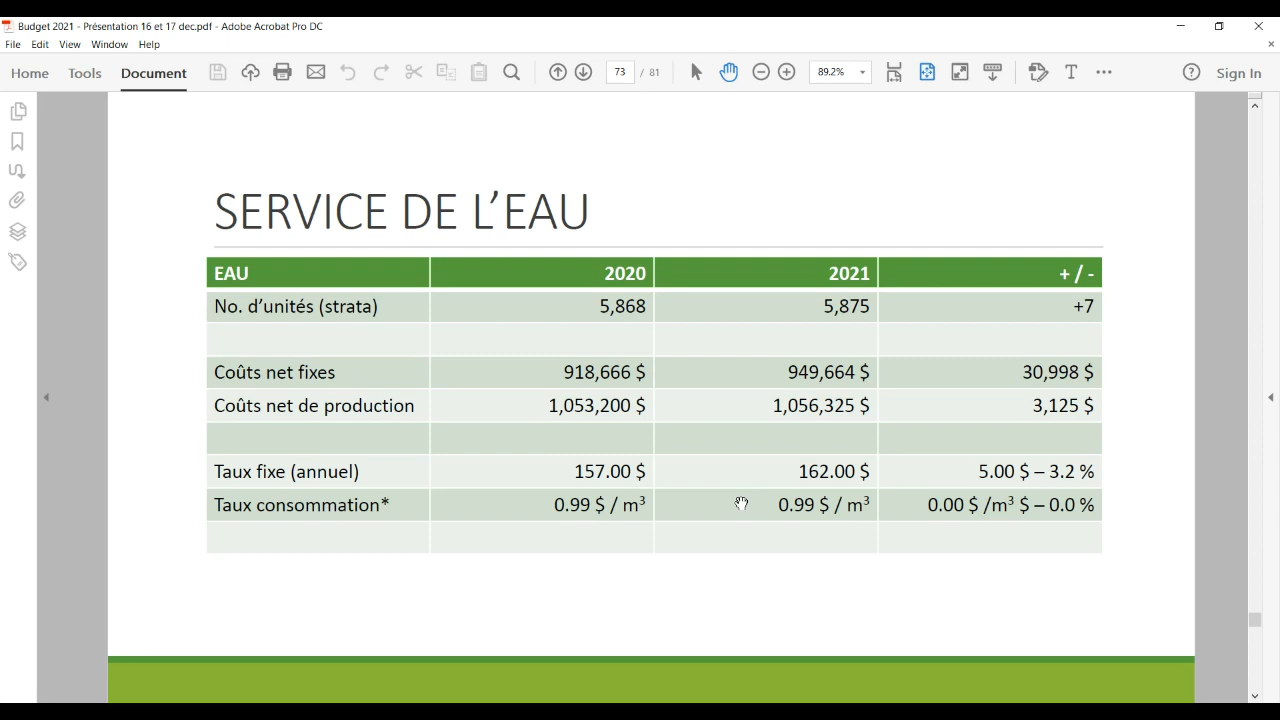 Budget 2021 - Présentation 16 et 17 dec.pdf - Adobe Acrobat Pro DC
File Edit View Window Help
Home Tools Document 73 / 81 89.2% Sign In
SERVICE DE L'EAU
EAU 2020 2021 + / -
No. d'unités (strata) 5,868 5,875 +7
Coûts net fixes 918,666 $ 949,664 $ 30,998 $
Coûts net de production 1,053,200 $ 1,056,325 $ 3,125 $
Taux fixe (annuel) 157.00 $ 162.00 $ 5.00 $ – 3.2 %
Taux consommation* 0.99 $ / m³ 0.99 $ / m³ 0.00 $ /m³ $ – 0.0 %